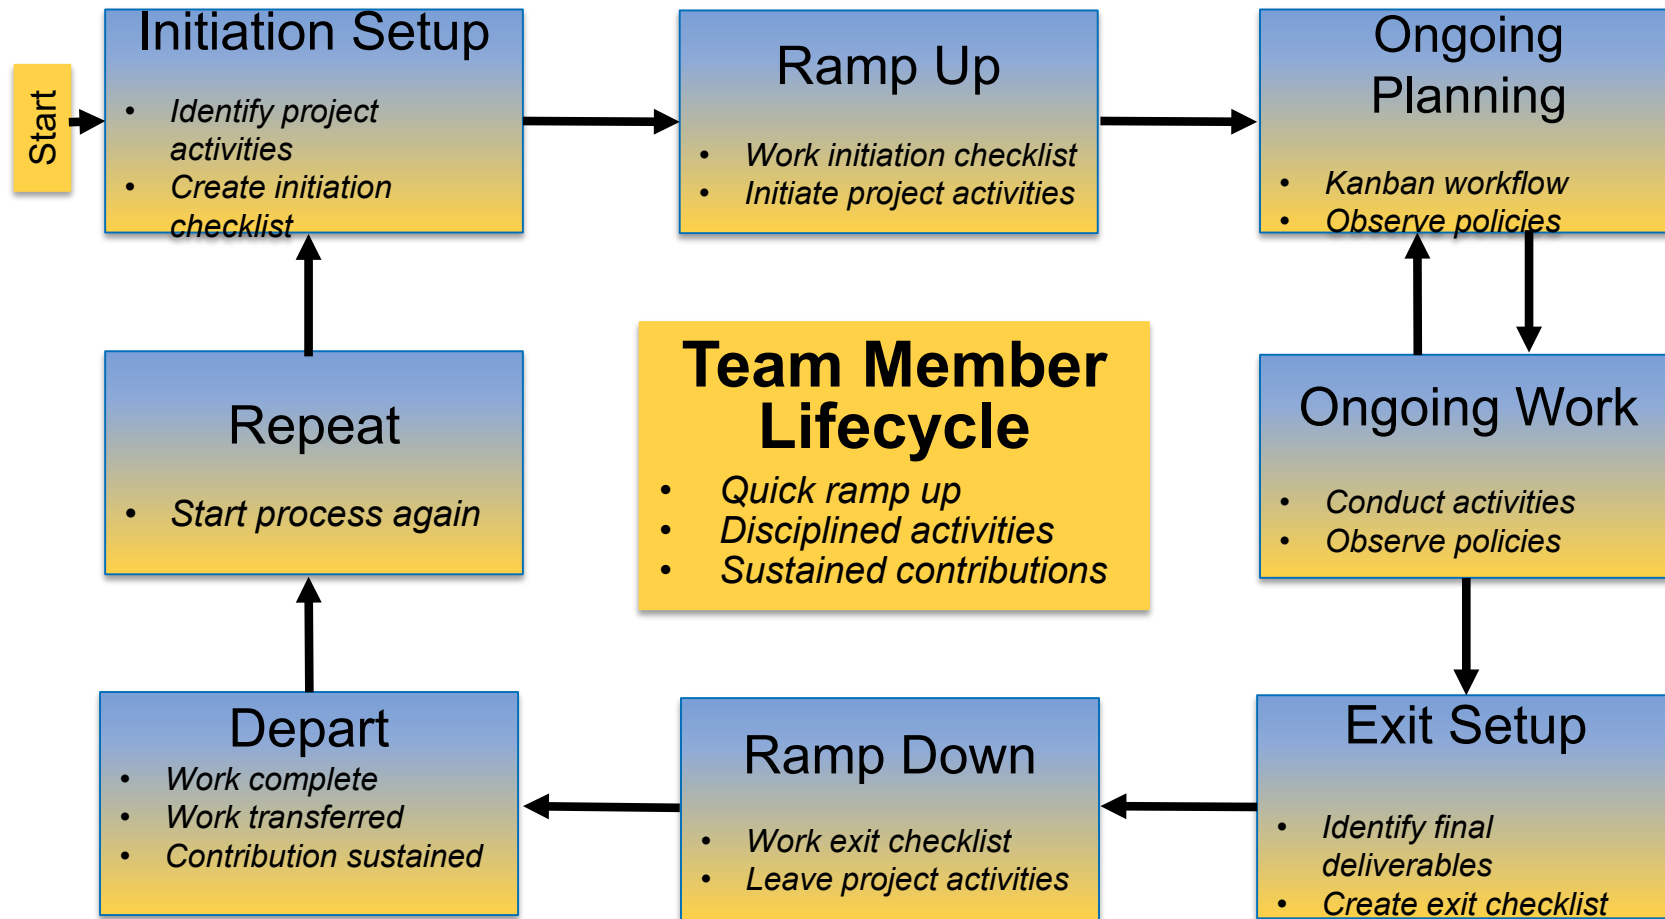 Start
Initiation Setup
• Identify project
activities
• Create initiation
checklist
Ramp Up
• Work initiation checklist
• Initiate project activities
Ongoing
Planning
• Kanban workflow
• Observe policies
Repeat
• Start process again
Team Member
Lifecycle
• Quick ramp up
• Disciplined activities
• Sustained contributions
Ongoing Work
• Conduct activities
• Observe policies
Depart
• Work complete
• Work transferred
• Contribution sustained
Ramp Down
• Work exit checklist
• Leave project activities
Exit Setup
• Identify final
deliverables
• Create exit checklist